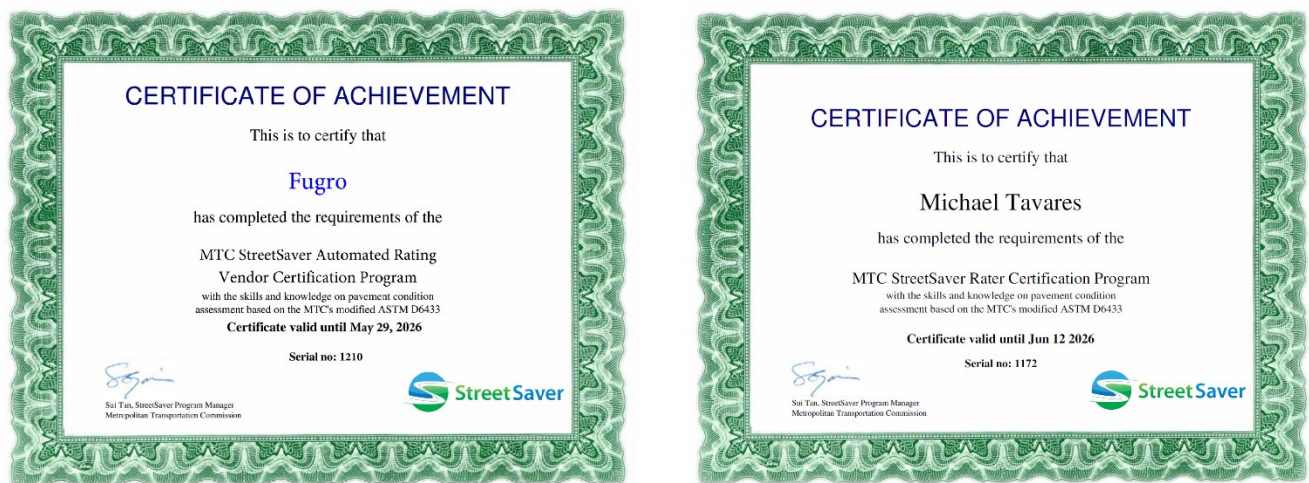 CERTIFICATE OF ACHIEVEMENT
This is to certify that
Fugro
has completed the requirements of the
MTC StreetSaver Automated Rating
Vendor Certification Program
with the skills and knowledge on pavement condition
assessment based on the MTC's modified ASTM D6433
Certificate valid until May 29, 2026
Serial no: 1210
Sui Tan, StreetSaver Program Manager
Metropolitan Transportation Commission
StreetSaver
CERTIFICATE OF ACHIEVEMENT
This is to certify that
Michael Tavares
has completed the requirements of the
MTC StreetSaver Rater Certification Program
with the skills and knowledge on pavement condition
assessment based on the MTC's modified ASTM D6433
Certificate valid until Jun 12 2026
Serial no: 1172
Sui Tan, StreetSaver Program Manager
Metropolitan Transportation Commission
StreetSaver